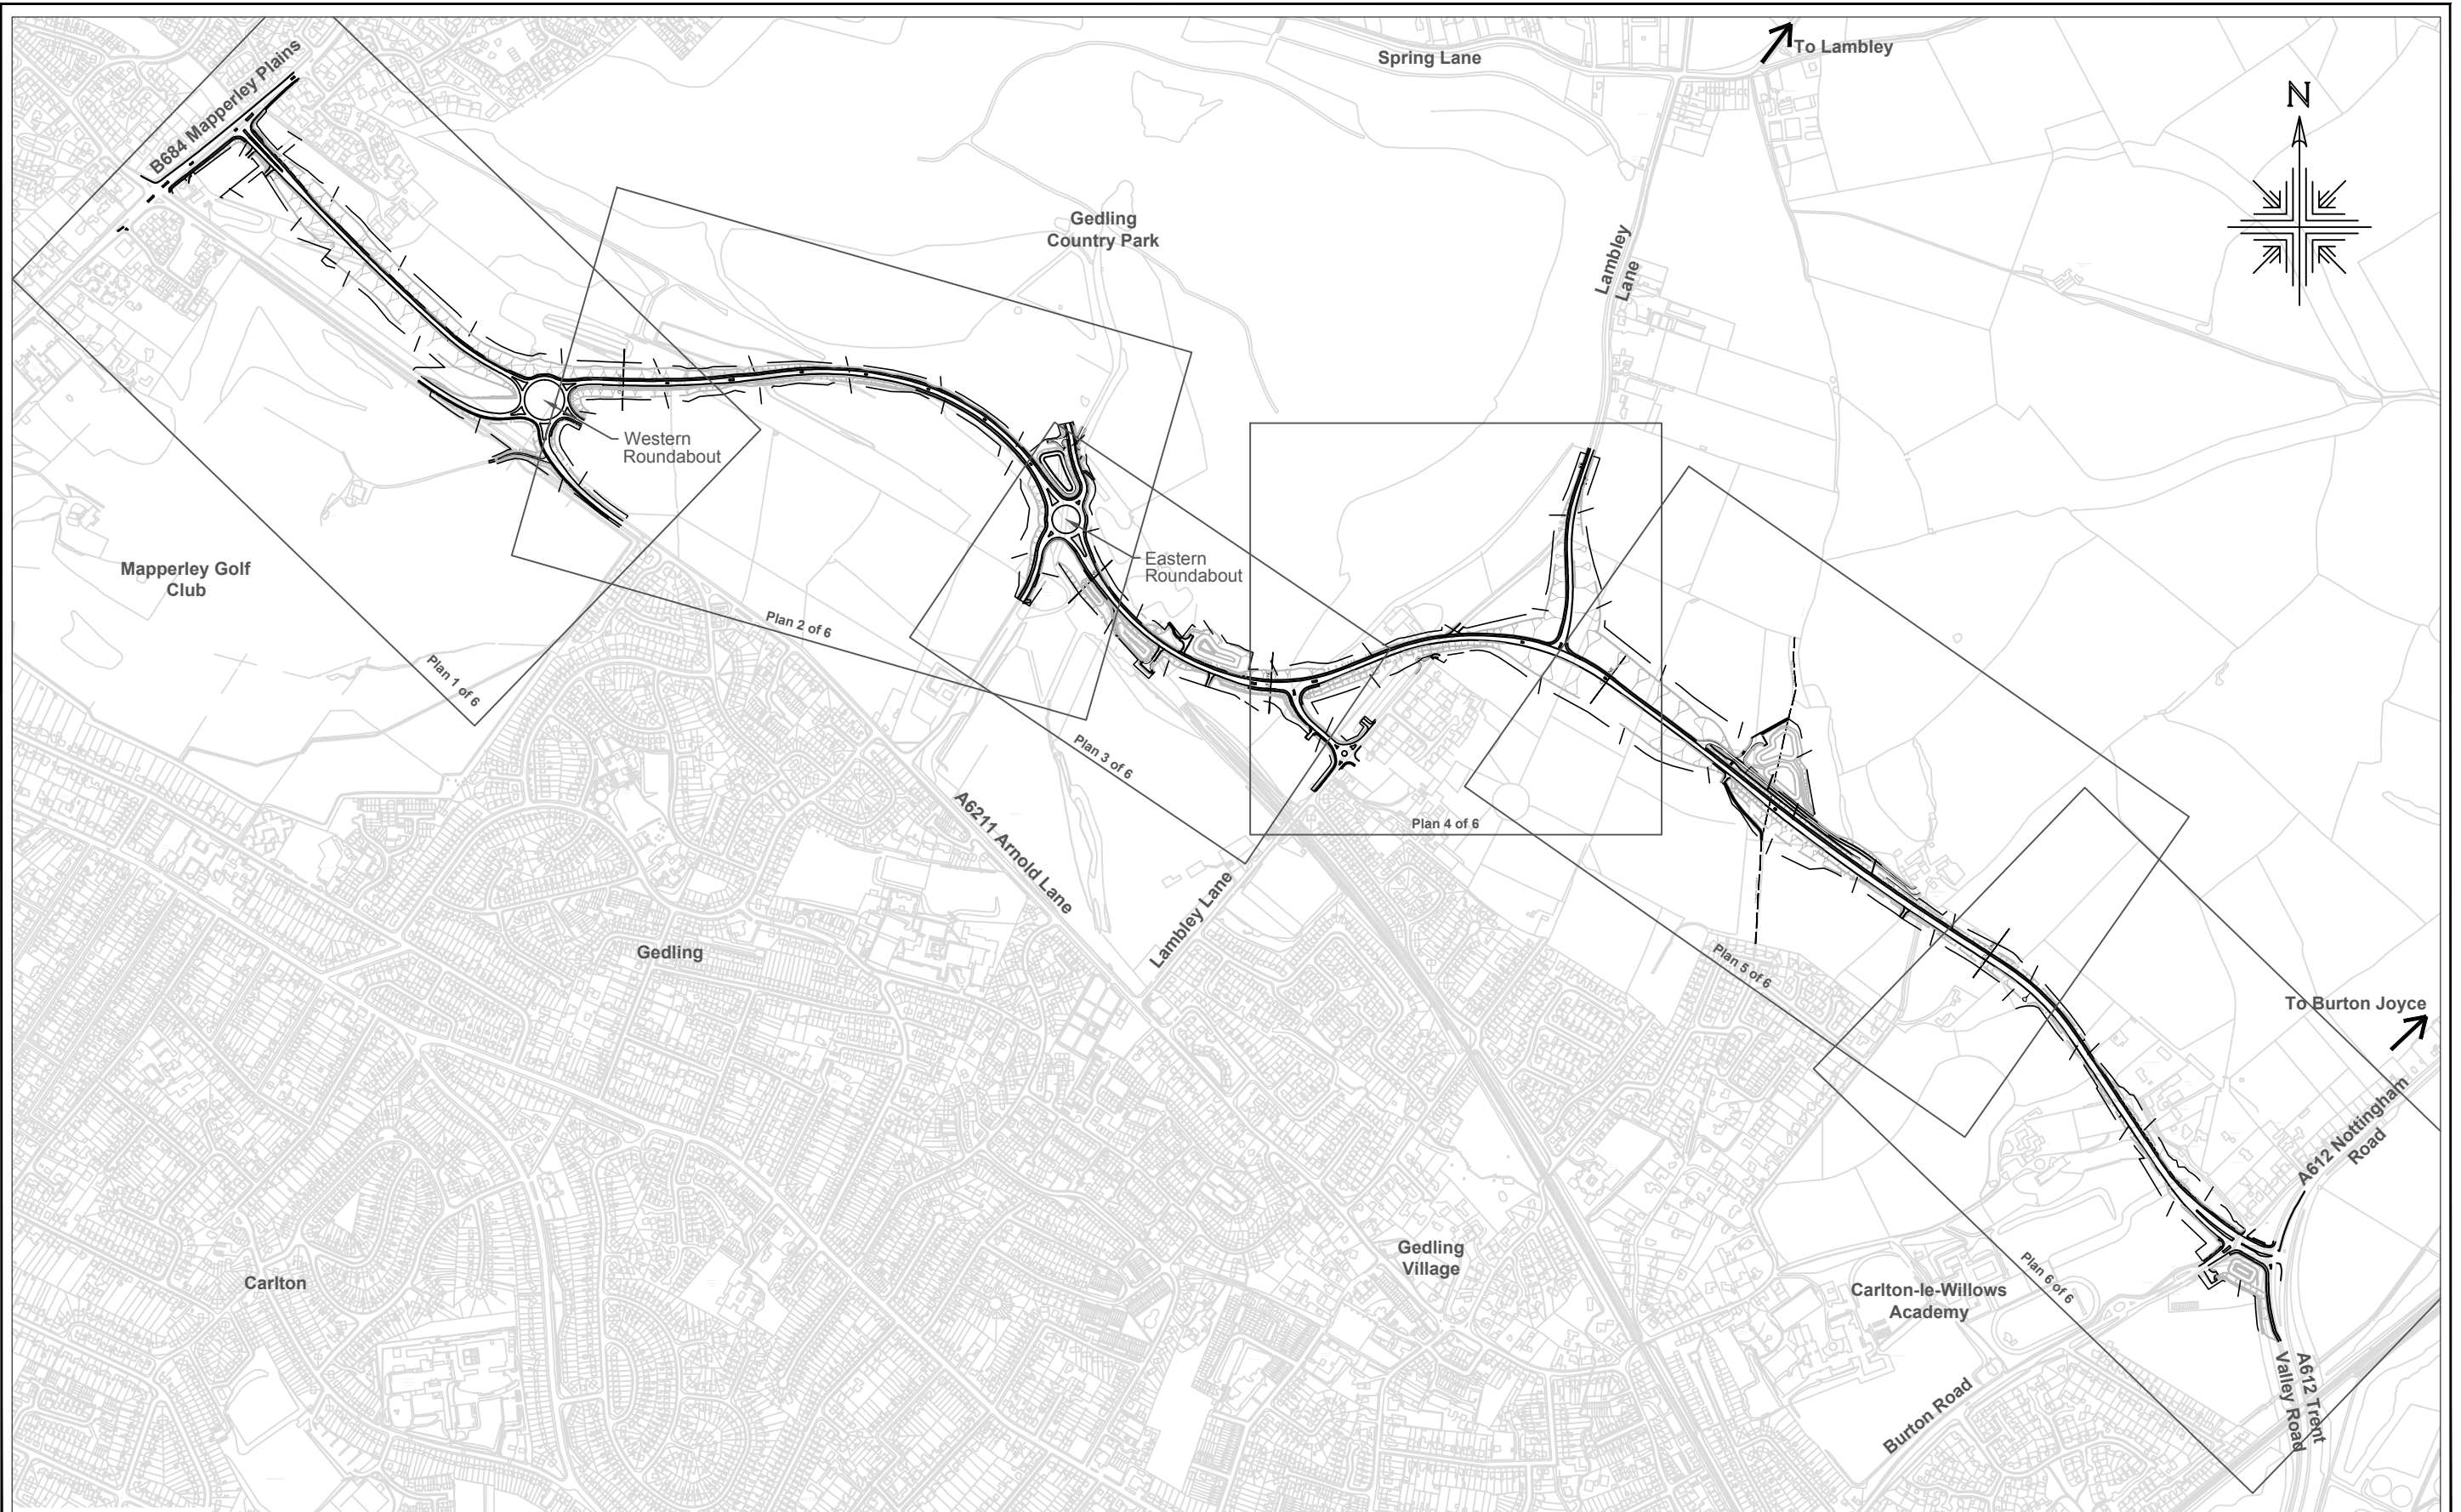 Spring Lane
To Lambley
B684 Mapperley Plains
N
Gedling
Country Park
Lambley
Lane
Western
Roundabout
Mapperley Golf
Club
Eastern
Roundabout
Plan 2 of 6
Plan 1 of 6
Plan 3 of 6
A6211 Arnold Lane
Plan 4 of 6
Lambley Lane
Gedling
Plan 5 of 6
To Burton Joyce
A612 Nottingham
Road
Gedling
Village
Carlton
Carlton-le-Willows
Academy
Plan 6 of 6
Burton Road
A612 Trent
Valley Road